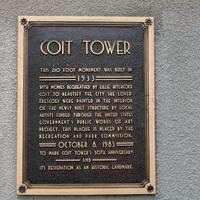 COIT TOWER
THIS 210 FOOT MONUMENT WAS BUILT IN
1933
WITH MONIES BEQUEATHED BY LILLIE HITCHCOCK
COIT TO BEAUTIFY THE CITY SHE LOVED.
FRESCOES WERE PAINTED IN THE INTERIOR
OF THE NEWLY BUILT STRUCTURE BY LOCAL
ARTISTS FUNDED THROUGH THE UNITED STATES
GOVERNMENT'S PUBLIC WORKS OF ART
PROJECT. THIS PLAQUE IS PLACED BY THE
RECREATION AND PARK COMMISSION,
OCTOBER 8, 1983
TO MARK COIT TOWER'S 50TH ANNIVERSARY
AND
ITS DESIGNATION AS AN HISTORIC LANDMARK.